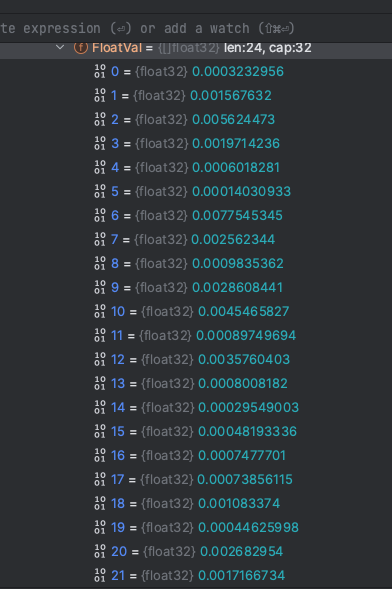 te expression (⏎) or add a watch (⇧⌘⏎)
FloatVal = {[]float32} len:24, cap:32
0 = {float32} 0.0003232956
1 = {float32} 0.001567632
2 = {float32} 0.005624473
3 = {float32} 0.0019714236
4 = {float32} 0.0006018281
5 = {float32} 0.00014030933
6 = {float32} 0.0077545345
7 = {float32} 0.002562344
8 = {float32} 0.0009835362
9 = {float32} 0.0028608441
10 = {float32} 0.0045465827
11 = {float32} 0.00089749694
12 = {float32} 0.0035760403
13 = {float32} 0.0008008182
14 = {float32} 0.00029549003
15 = {float32} 0.00048193336
16 = {float32} 0.0007477701
17 = {float32} 0.00073856115
18 = {float32} 0.001083374
19 = {float32} 0.00044625998
20 = {float32} 0.002682954
21 = {float32} 0.0017166734